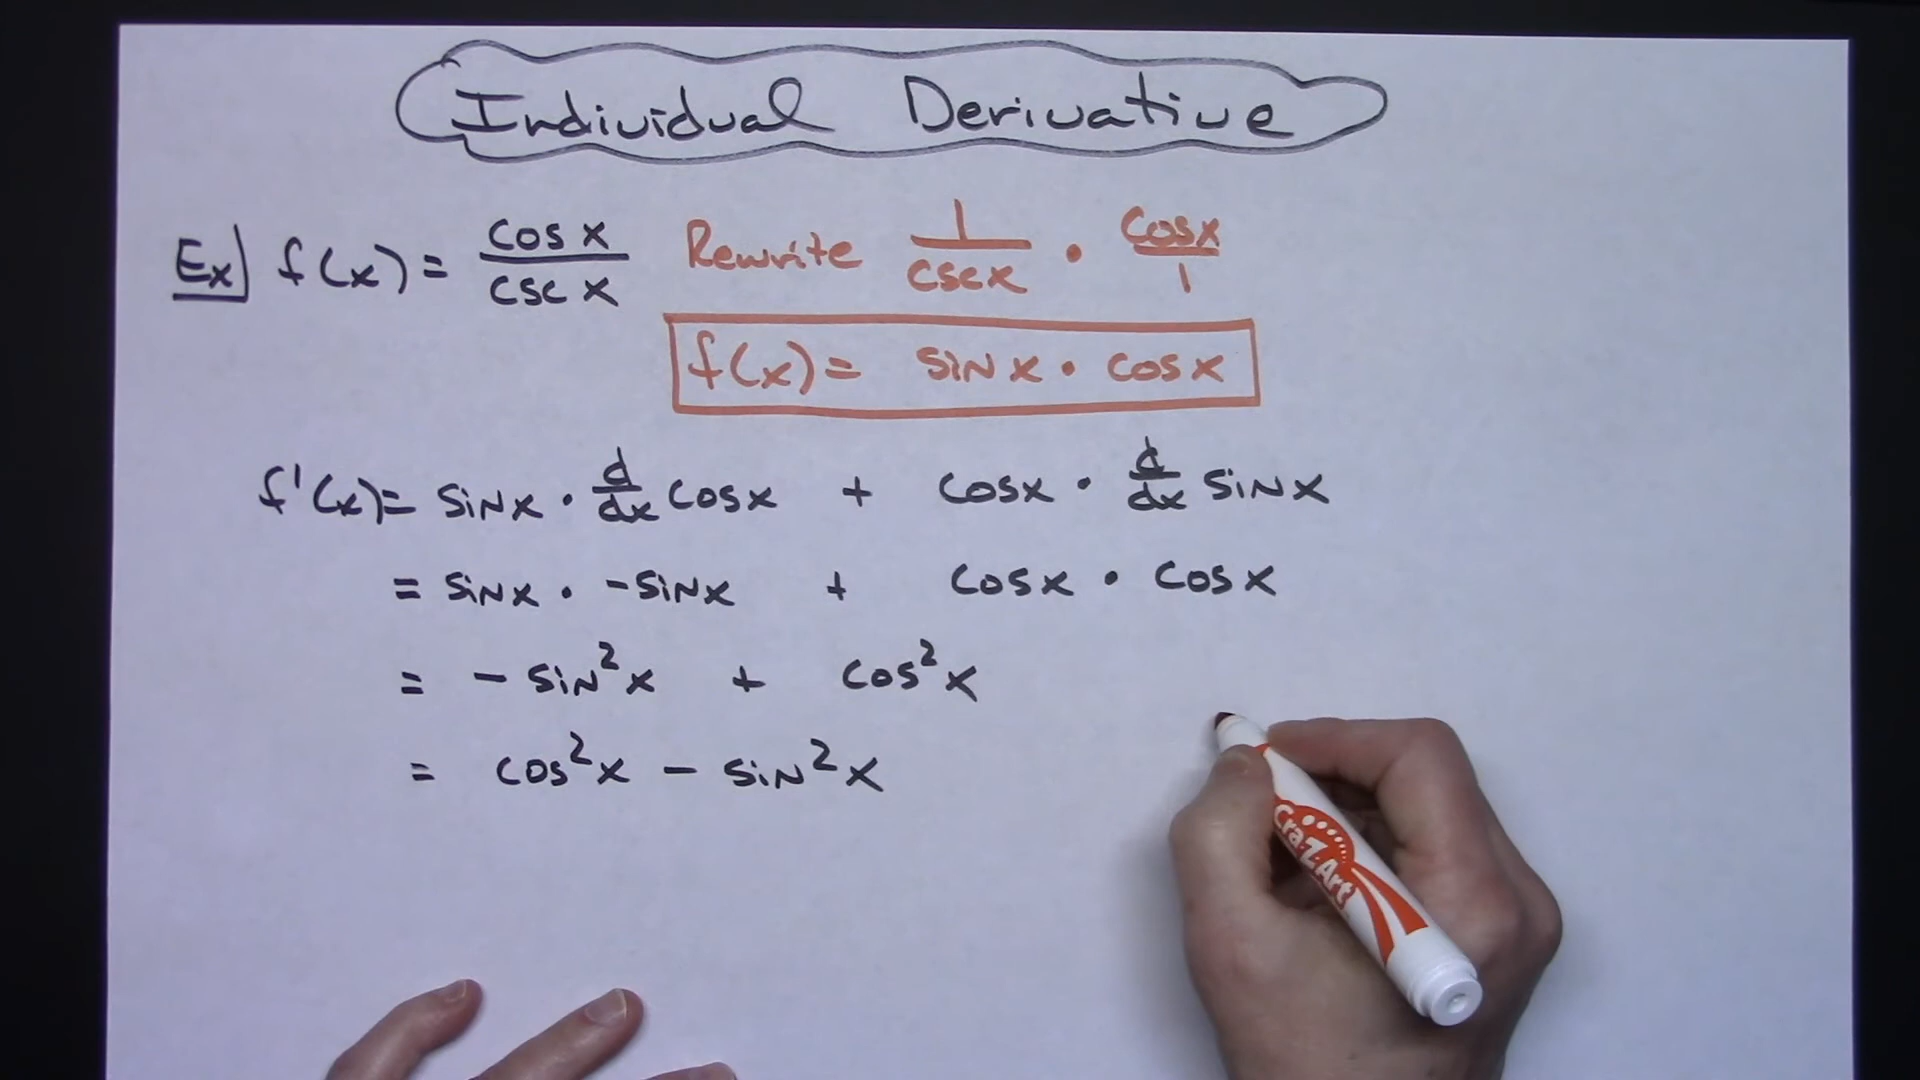 Individual Derivative
Ex f(x) = cos x / csc x Rewrite 1 / csc x · cos x / 1
f(x) = sin x · cos x
f'(x) = sin x · d/dx cos x + cos x · d/dx sin x
= sin x · -sin x + cos x · cos x
= - sin²x + cos²x
= cos²x - sin²x
Cra-Z-Art